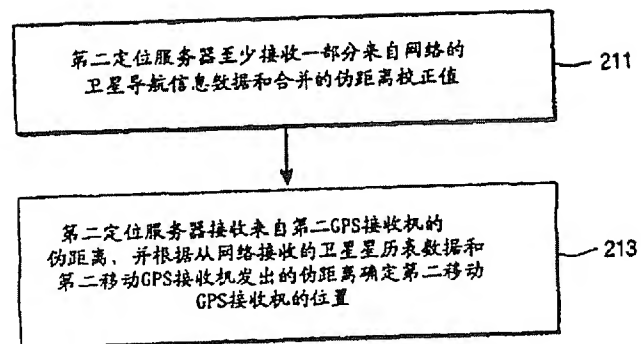 第二定位服务器至少接收一部分来自网络的
卫星导航信息数据和合并的伪距离校正值
211
第二定位服务器接收来自第二GPS接收机的
伪距离，并根据从网络接收的卫星星历表数据和
第二移动GPS接收机发出的伪距离确定第二移动
GPS接收机的位置
213